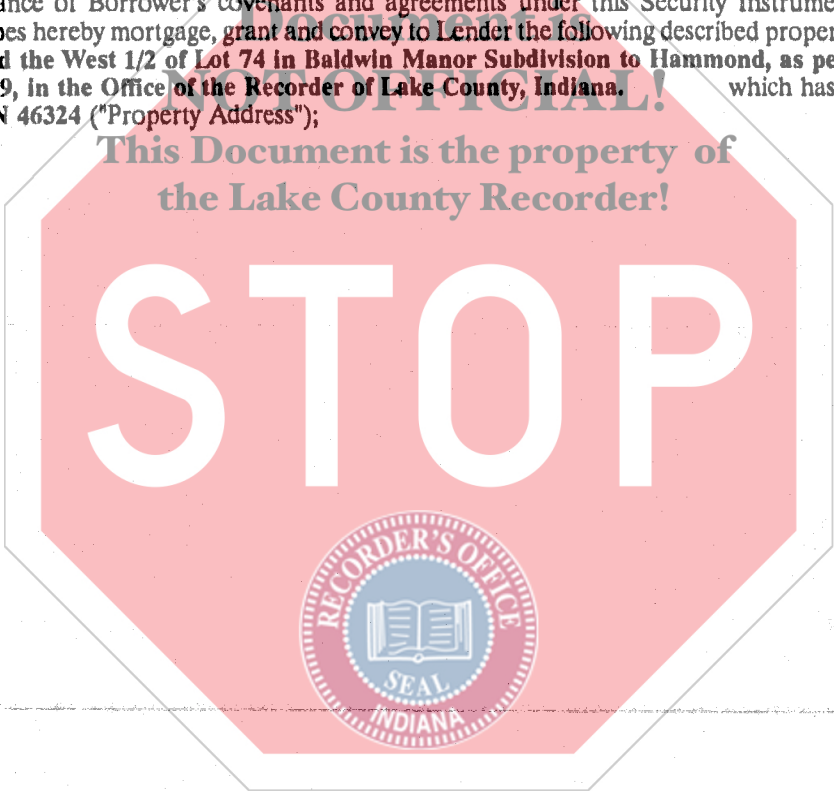 ance of Borrower's covenants and agreements under this Security Instrume
Document is
oes hereby mortgage, grant and convey to Lender the following described proper
d the West 1/2 of Lot 74 in Baldwin Manor Subdivision to Hammond, as pe
NOT OFFICIAL!
9, in the Office of the Recorder of Lake County, Indiana. which has
N 46324 ("Property Address");
This Document is the property of
the Lake County Recorder!
STOP
RECORDER'S OFFICE
SEAL
INDIANA